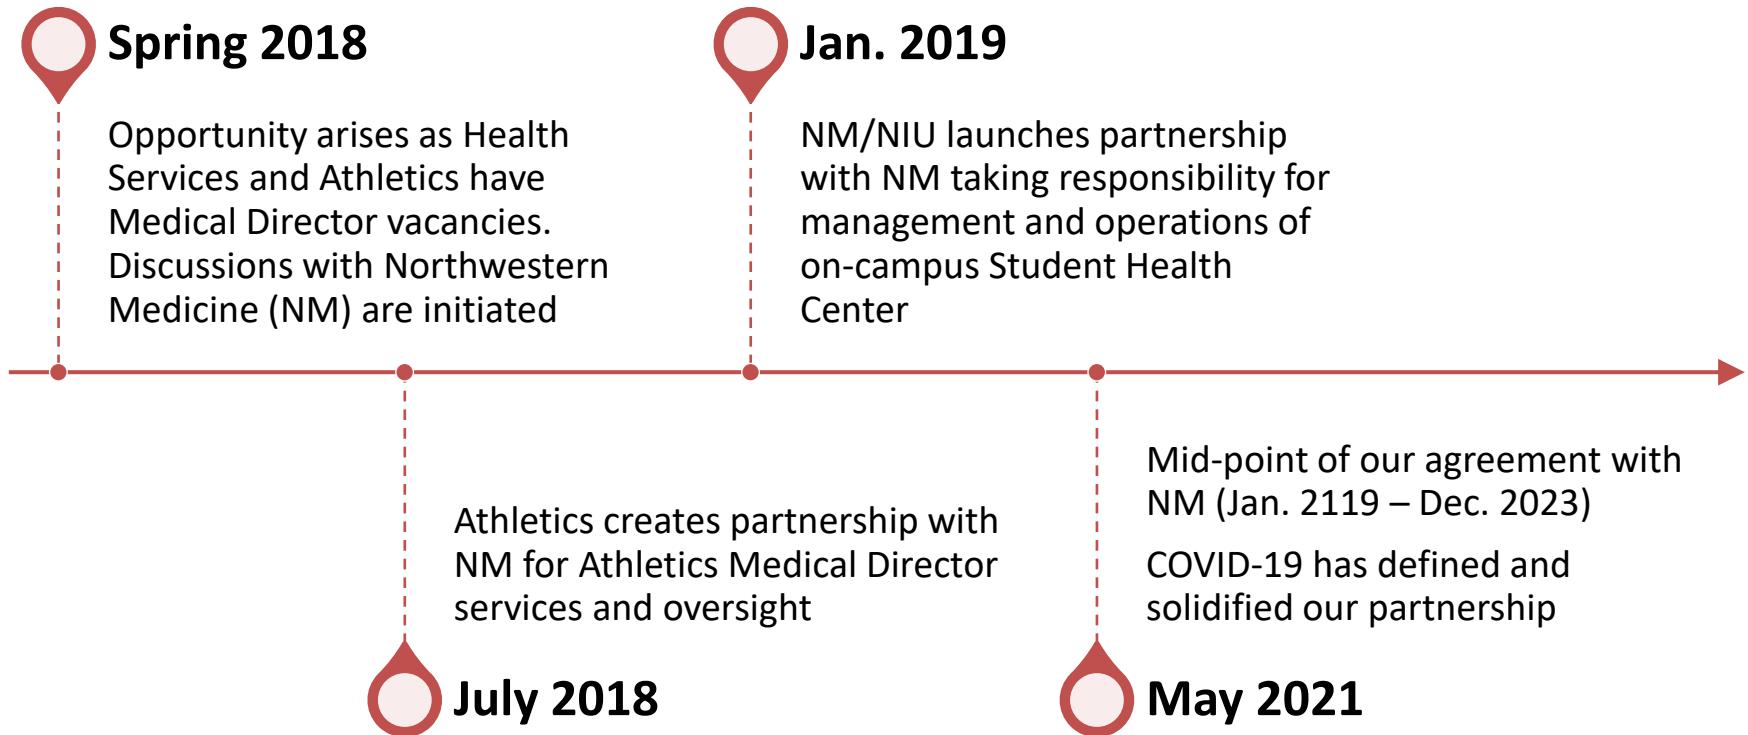 Spring 2018
Opportunity arises as Health
Services and Athletics have
Medical Director vacancies.
Discussions with Northwestern
Medicine (NM) are initiated
Athletics creates partnership with
NM for Athletics Medical Director
services and oversight
July 2018
Jan. 2019
NM/NIU launches partnership
with NM taking responsibility for
management and operations of
on-campus Student Health
Center
Mid-point of our agreement with
NM (Jan. 2119 – Dec. 2023)
COVID-19 has defined and
solidified our partnership
May 2021